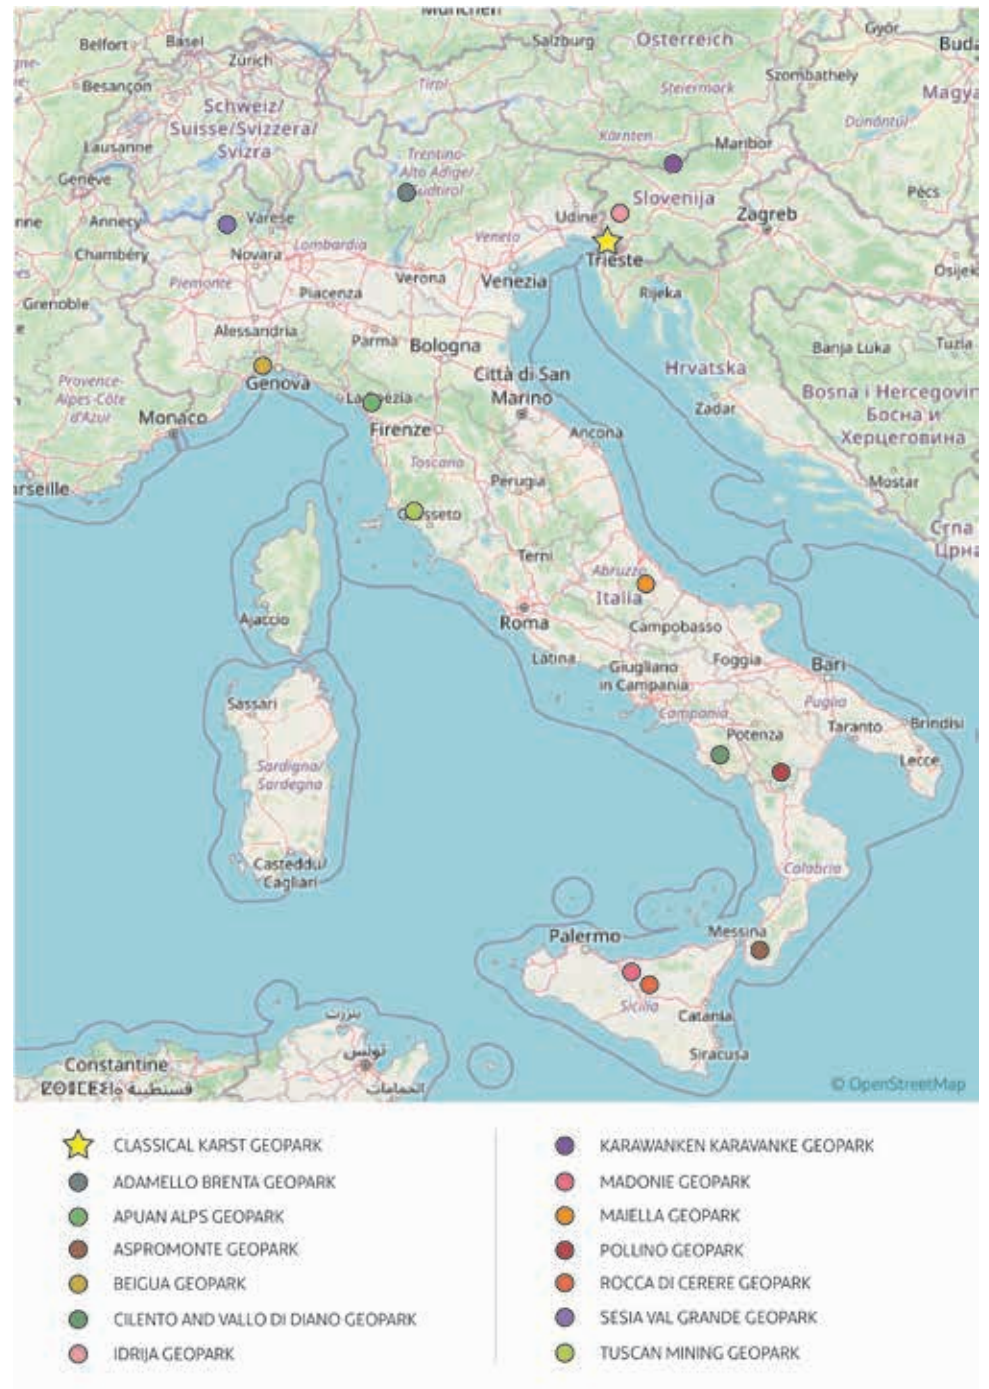 München
Salzburg
Österreich
Győr
Belfort
Basel
Zürich
Buda
Besançon
Tirol
Steiermark
Szombathely
Magya
Schweiz/
Suisse/Svizzera/
Svizra
Kärnten
Maribor
Dunántúl
Lausanne
Trentino-
Alto Adige/
Südtirol
Genève
Slovenija
Pécs
nne
Annecy
Varese
Udine
Zagreb
Chambéry
Novara
Lombardia
Veneto
Trieste
Osijek
Piemonte
Verona
Venezia
Grenoble
Piacenza
Rijeka
Alessandria
Parma
Bologna
Banja Luka
Tuzla
Genova
Città di San
Marino
Hrvatska
Provence-
Alpes-Côte
d'Azur
La Spezia
Bosna i Hercegovin
Босна и
Херцеговина
Monaco
Firenze
Zadar
Ancona
Toscana
arseille
Perugia
Mostar
Grosseto
Crna
Црна
Terni
Abruzzo
Italia
Ajaccio
Roma
Campobasso
Latina
Giugliano
in Campania
Foggia
Bari
Sassari
Campania
Puglia
Potenza
Taranto
Brindisi
Lecce
Sardigna/
Sardegna
Casteddu/
Cagliari
Calabria
Palermo
Messina
Sicilia
Catania
بنزرت
Siracusa
تونس
Constantine
قسنطينة
الحمامات
© OpenStreetMap
CLASSICAL KARST GEOPARK
ADAMELLO BRENTA GEOPARK
APUAN ALPS GEOPARK
ASPROMONTE GEOPARK
BEIGUA GEOPARK
CILENTO AND VALLO DI DIANO GEOPARK
IDRIJA GEOPARK
KARAWANKEN KARAVANKE GEOPARK
MADONIE GEOPARK
MAIELLA GEOPARK
POLLINO GEOPARK
ROCCA DI CERERE GEOPARK
SESIA VAL GRANDE GEOPARK
TUSCAN MINING GEOPARK